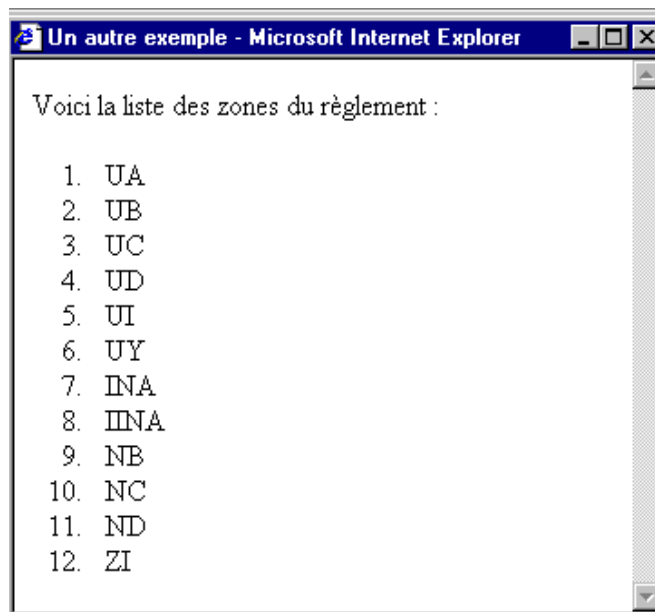 Un autre exemple - Microsoft Internet Explorer
Voici la liste des zones du règlement :
1. UA
2. UB
3. UC
4. UD
5. UI
6. UY
7. INA
8. IINA
9. NB
10. NC
11. ND
12. ZI